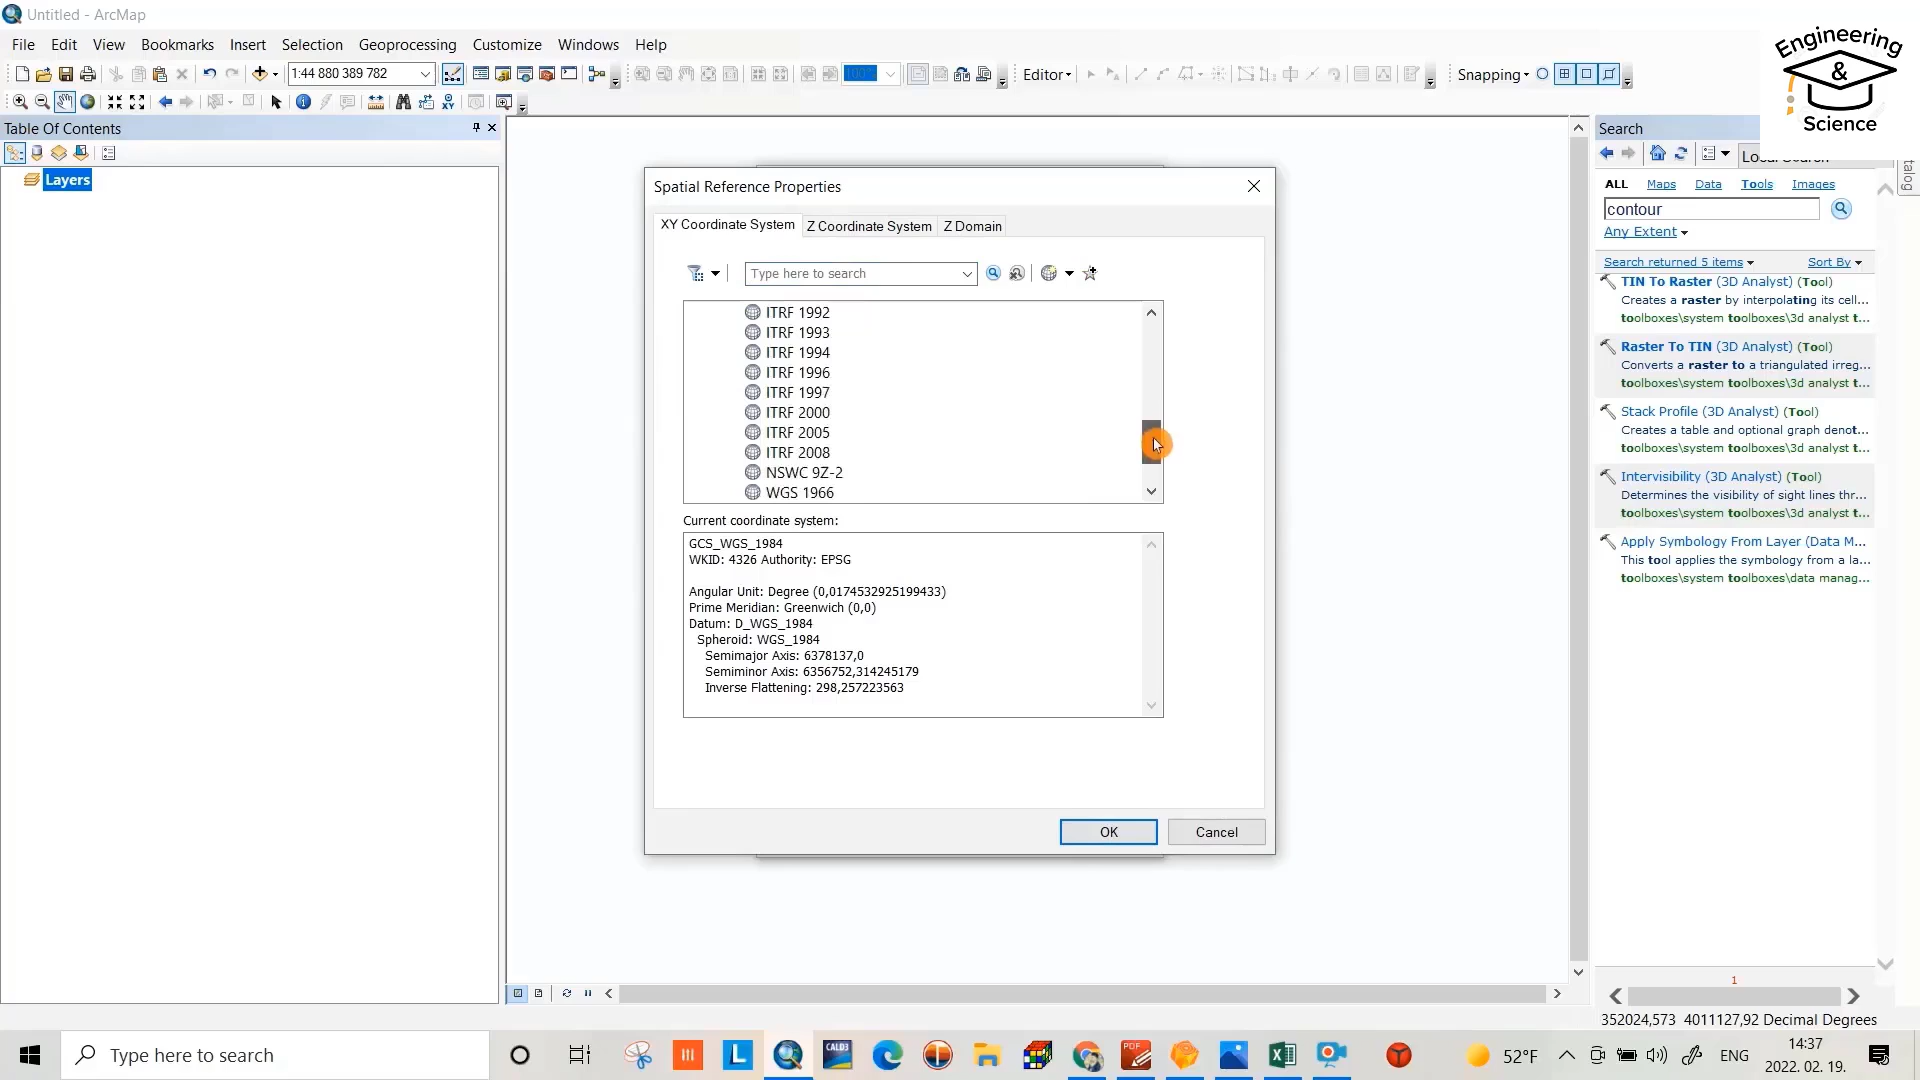 Untitled - ArcMap
File Edit View Bookmarks Insert Selection Geoprocessing Customize Windows Help
1:44 880 389 782
100%
Editor
Snapping
Engineering
&
Science
Table Of Contents
Layers
Spatial Reference Properties
XY Coordinate System
Z Coordinate System
Z Domain
Type here to search
ITRF 1992
ITRF 1993
ITRF 1994
ITRF 1996
ITRF 1997
ITRF 2000
ITRF 2005
ITRF 2008
NSWC 9Z-2
WGS 1966
Current coordinate system:
GCS_WGS_1984
WKID: 4326 Authority: EPSG
Angular Unit: Degree (0,0174532925199433)
Prime Meridian: Greenwich (0,0)
Datum: D_WGS_1984
Spheroid: WGS_1984
Semimajor Axis: 6378137,0
Semiminor Axis: 6356752,314245179
Inverse Flattening: 298,257223563
OK
Cancel
Search
Local Search
ALL Maps Data Tools Images
contour
Any Extent
Search returned 5 items
Sort By
TIN To Raster (3D Analyst) (Tool)
Creates a raster by interpolating its cell...
toolboxes\system toolboxes\3d analyst t...
Raster To TIN (3D Analyst) (Tool)
Converts a raster to a triangulated irreg...
toolboxes\system toolboxes\3d analyst t...
Stack Profile (3D Analyst) (Tool)
Creates a table and optional graph denot...
toolboxes\system toolboxes\3d analyst t...
Intervisibility (3D Analyst) (Tool)
Determines the visibility of sight lines thr...
toolboxes\system toolboxes\3d analyst t...
Apply Symbology From Layer (Data M...
This tool applies the symbology from a la...
toolboxes\system toolboxes\data manag...
1
352024,573 4011127,92 Decimal Degrees
Type here to search
CALD3
PDF
52°F
ENG
14:37
2022. 02. 19.